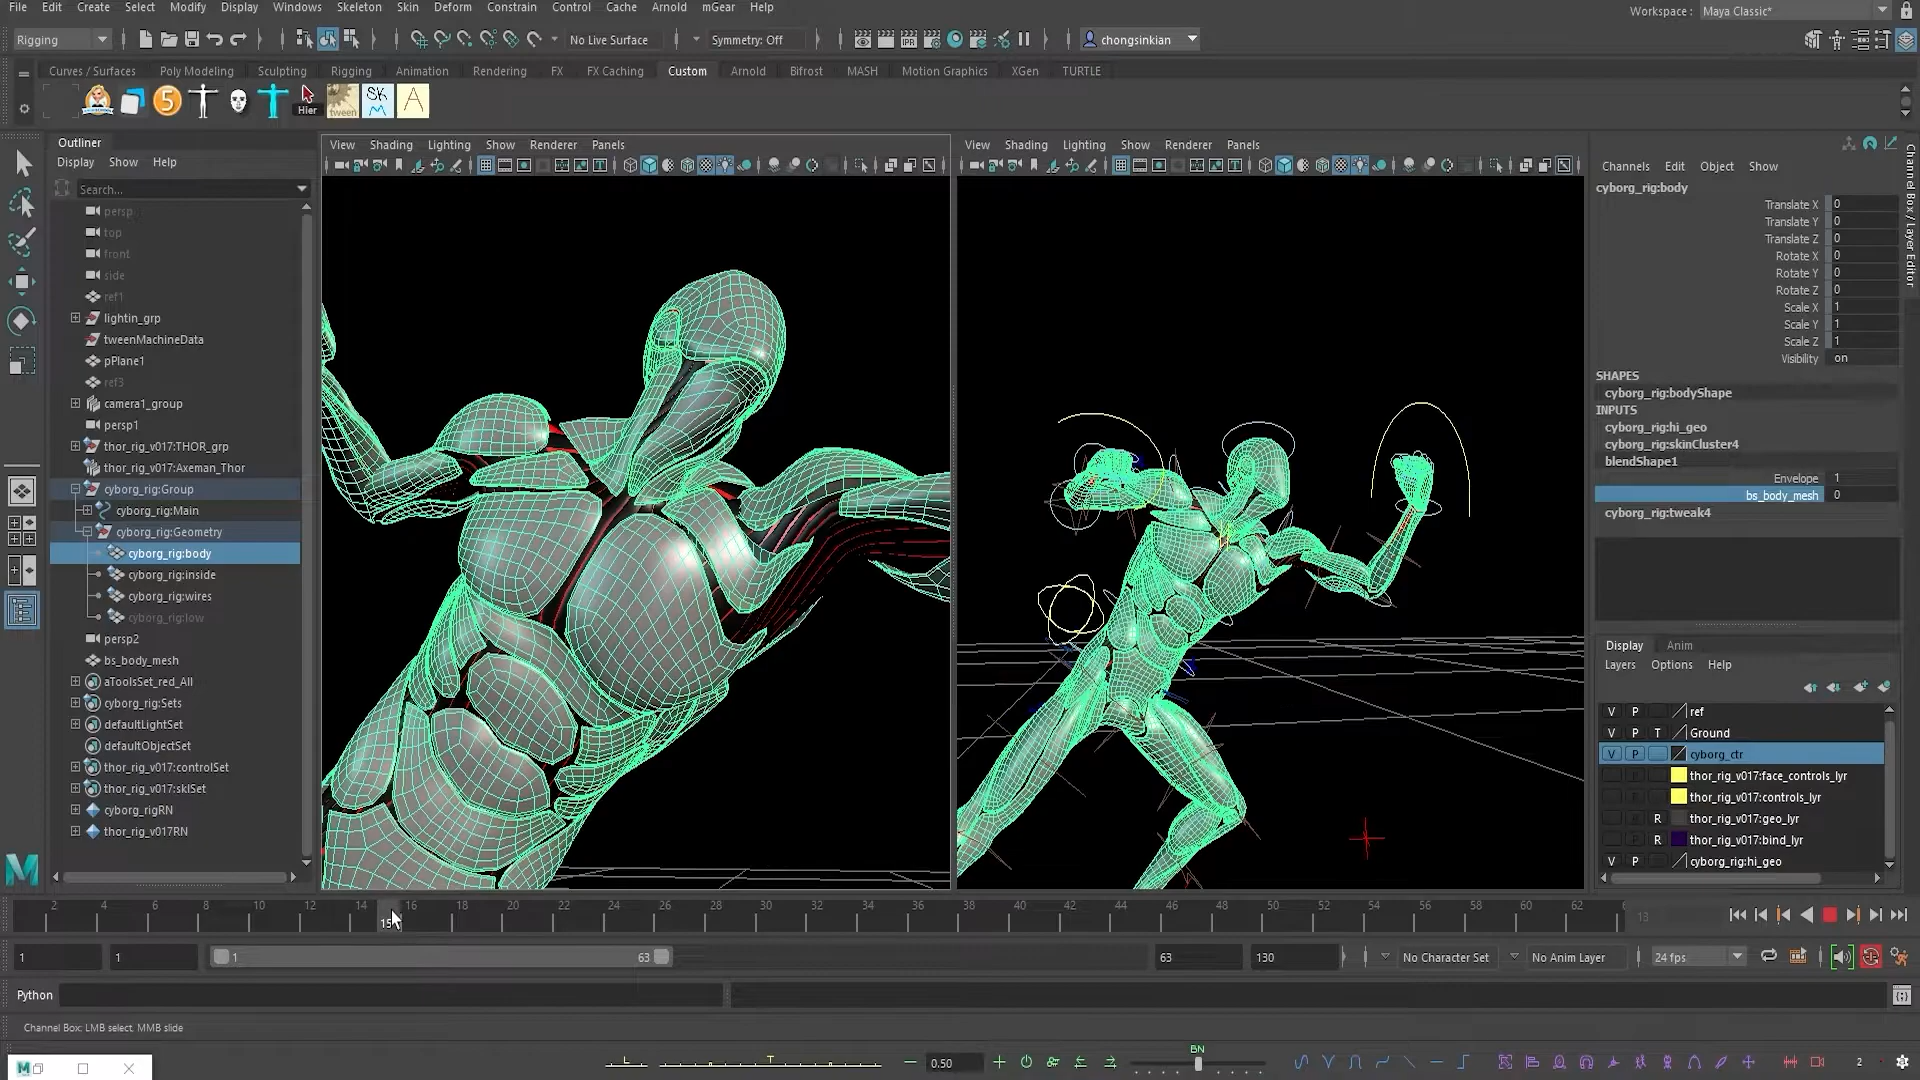 File Edit Create Select Modify Display Windows Skeleton Skin Deform Constrain Control Cache Arnold mGear Help
Workspace : Maya Classic*
Rigging No Live Surface Symmetry: Off chongsinkian
Curves / Surfaces Poly Modeling Sculpting Rigging Animation Rendering FX FX Caching Custom Arnold Bifrost MASH Motion Graphics XGen TURTLE
5 Hier tween SK A
Outliner
Display Show Help
Search...
persp
top
front
side
ref1
lightin_grp
tweenMachineData
pPlane1
ref3
camera1_group
persp1
thor_rig_v017:THOR_grp
thor_rig_v017:Axeman_Thor
cyborg_rig:Group
cyborg_rig:Main
cyborg_rig:Geometry
cyborg_rig:body
cyborg_rig:inside
cyborg_rig:wires
cyborg_rig:low
persp2
bs_body_mesh
aToolsSet_red_All
cyborg_rig:Sets
defaultLightSet
defaultObjectSet
thor_rig_v017:controlSet
thor_rig_v017:sklSet
cyborg_rigRN
thor_rig_v017RN
View Shading Lighting Show Renderer Panels
View Shading Lighting Show Renderer Panels
Channels Edit Object Show
cyborg_rig:body
Translate X 0
Translate Y 0
Translate Z 0
Rotate X 0
Rotate Y 0
Rotate Z 0
Scale X 1
Scale Y 1
Scale Z 1
Visibility on
SHAPES
cyborg_rig:bodyShape
INPUTS
cyborg_rig:hi_geo
cyborg_rig:skinCluster4
blendShape1
Envelope 1
bs_body_mesh 0
cyborg_rig:tweak4
Channel Box / Layer Editor
Display Anim
Layers Options Help
V P ref
V P T Ground
V P cyborg_ctr
thor_rig_v017:face_controls_lyr
thor_rig_v017:controls_lyr
R thor_rig_v017:geo_lyr
R thor_rig_v017:bind_lyr
V P cyborg_rig:hi_geo
2 4 6 8 10 12 14 16 18 20 22 24 26 28 30 32 34 36 38 40 42 44 46 48 50 52 54 56 58 60 62
15
13
1 1 1 63 63 130 No Character Set No Anim Layer 24 fps
Python
Channel Box: LMB select, MMB slide
L T 0.50 BN 2